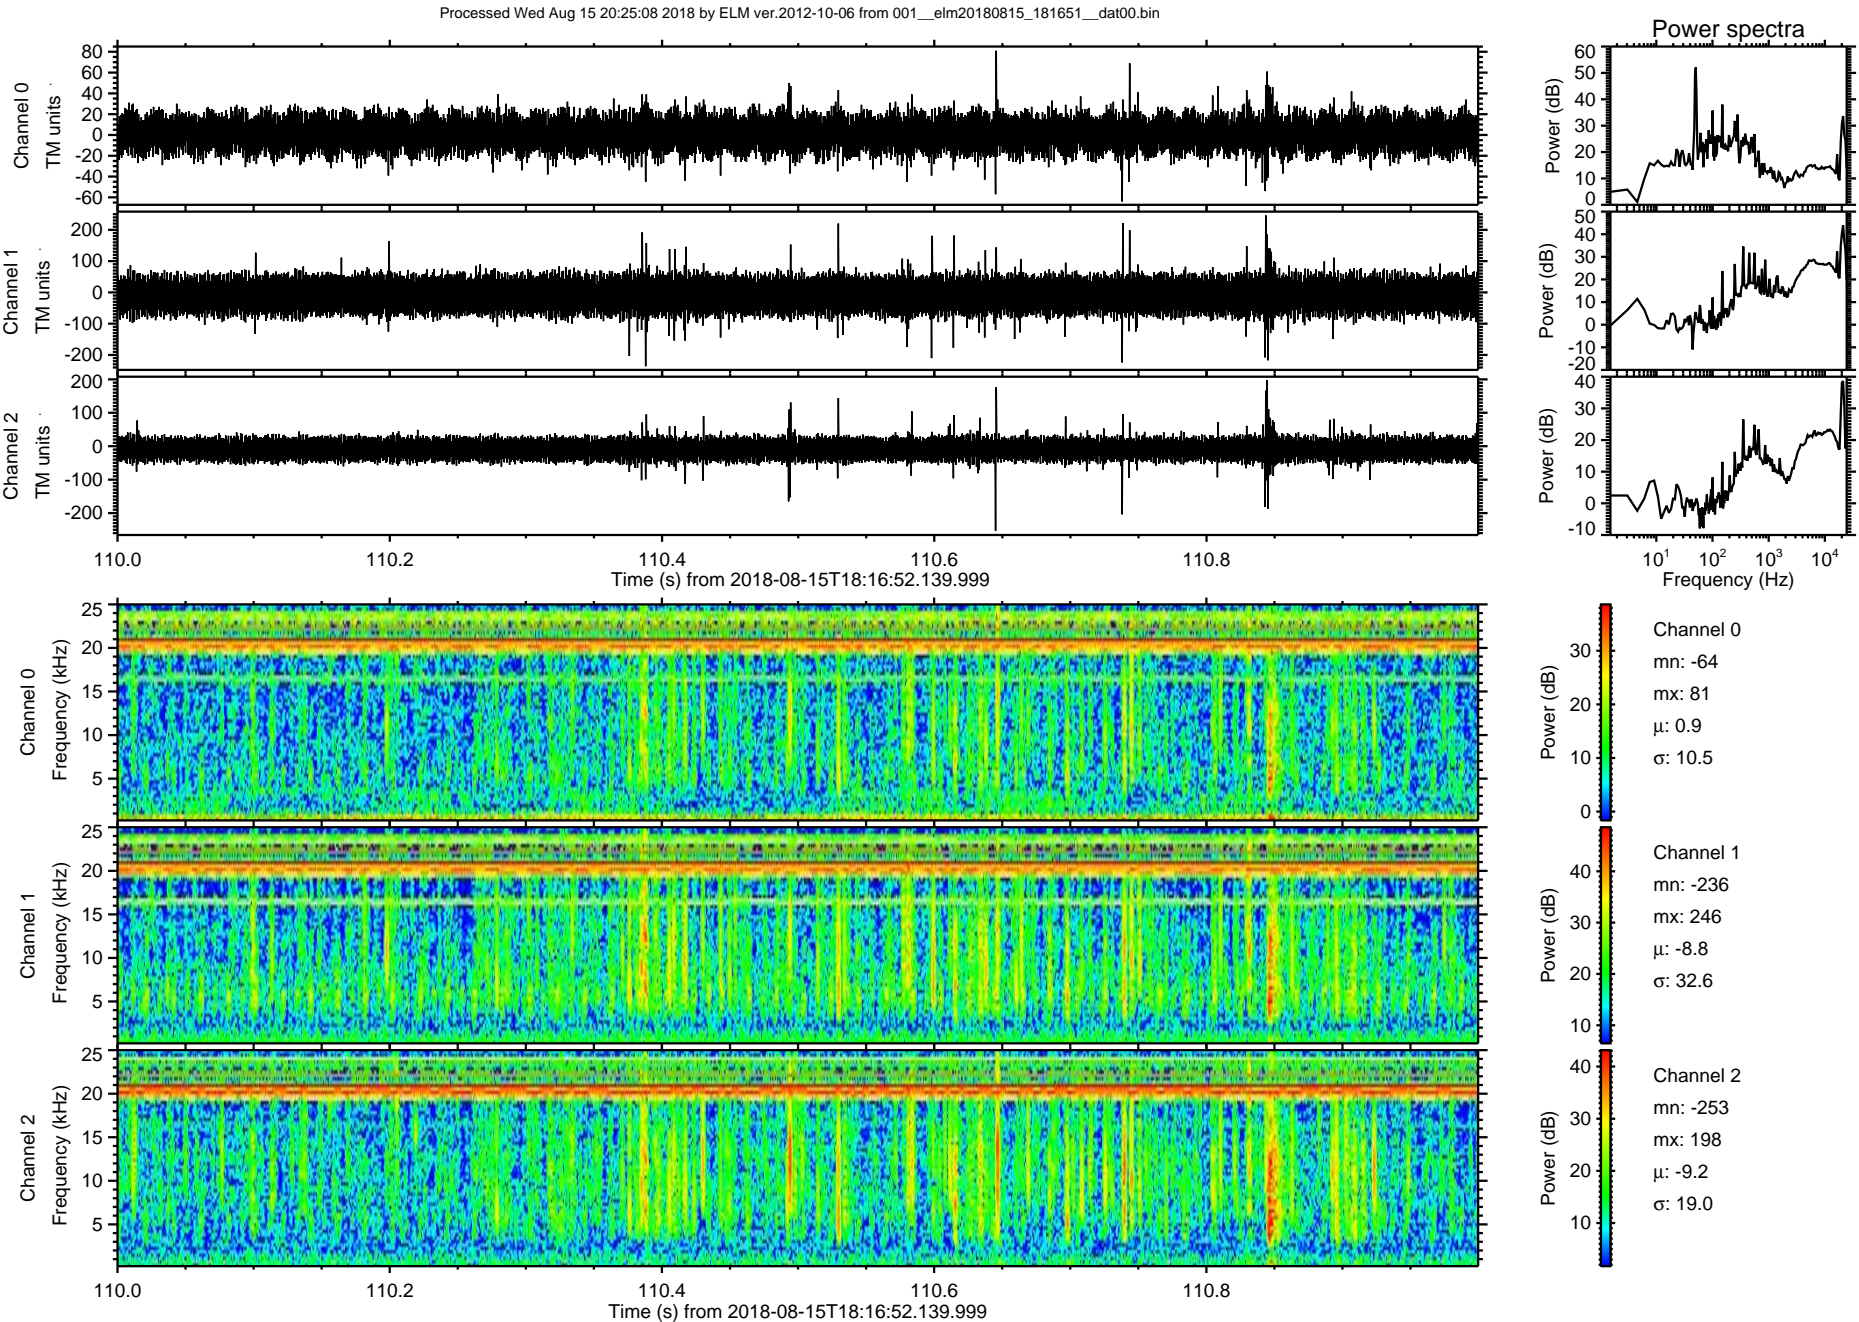 Processed Wed Aug 15 20:25:08 2018 by ELM ver.2012-10-06 from 001__elm20180815_181651__dat00.bin
Power spectra
Channel 0
TM units
80
60
40
20
0
-20
-40
-60
Power (dB)
60
50
40
30
20
10
0
Channel 1
TM units
200
100
0
-100
-200
Power (dB)
50
40
30
20
10
0
-10
-20
Channel 2
TM units
200
100
0
-100
-200
Power (dB)
40
30
20
10
0
-10
110.0 110.2 110.4 110.6 110.8
Time (s) from 2018-08-15T18:16:52.139.999
10¹ 10² 10³ 10⁴
Frequency (Hz)
Channel 0
Frequency (kHz)
25
20
15
10
5
Power (dB)
30
20
10
0
Channel 0
mn: -64
mx: 81
μ: 0.9
σ: 10.5
Channel 1
Frequency (kHz)
25
20
15
10
5
Power (dB)
40
30
20
10
Channel 1
mn: -236
mx: 246
μ: -8.8
σ: 32.6
Channel 2
Frequency (kHz)
25
20
15
10
5
Power (dB)
40
30
20
10
Channel 2
mn: -253
mx: 198
μ: -9.2
σ: 19.0
110.0 110.2 110.4 110.6 110.8
Time (s) from 2018-08-15T18:16:52.139.999